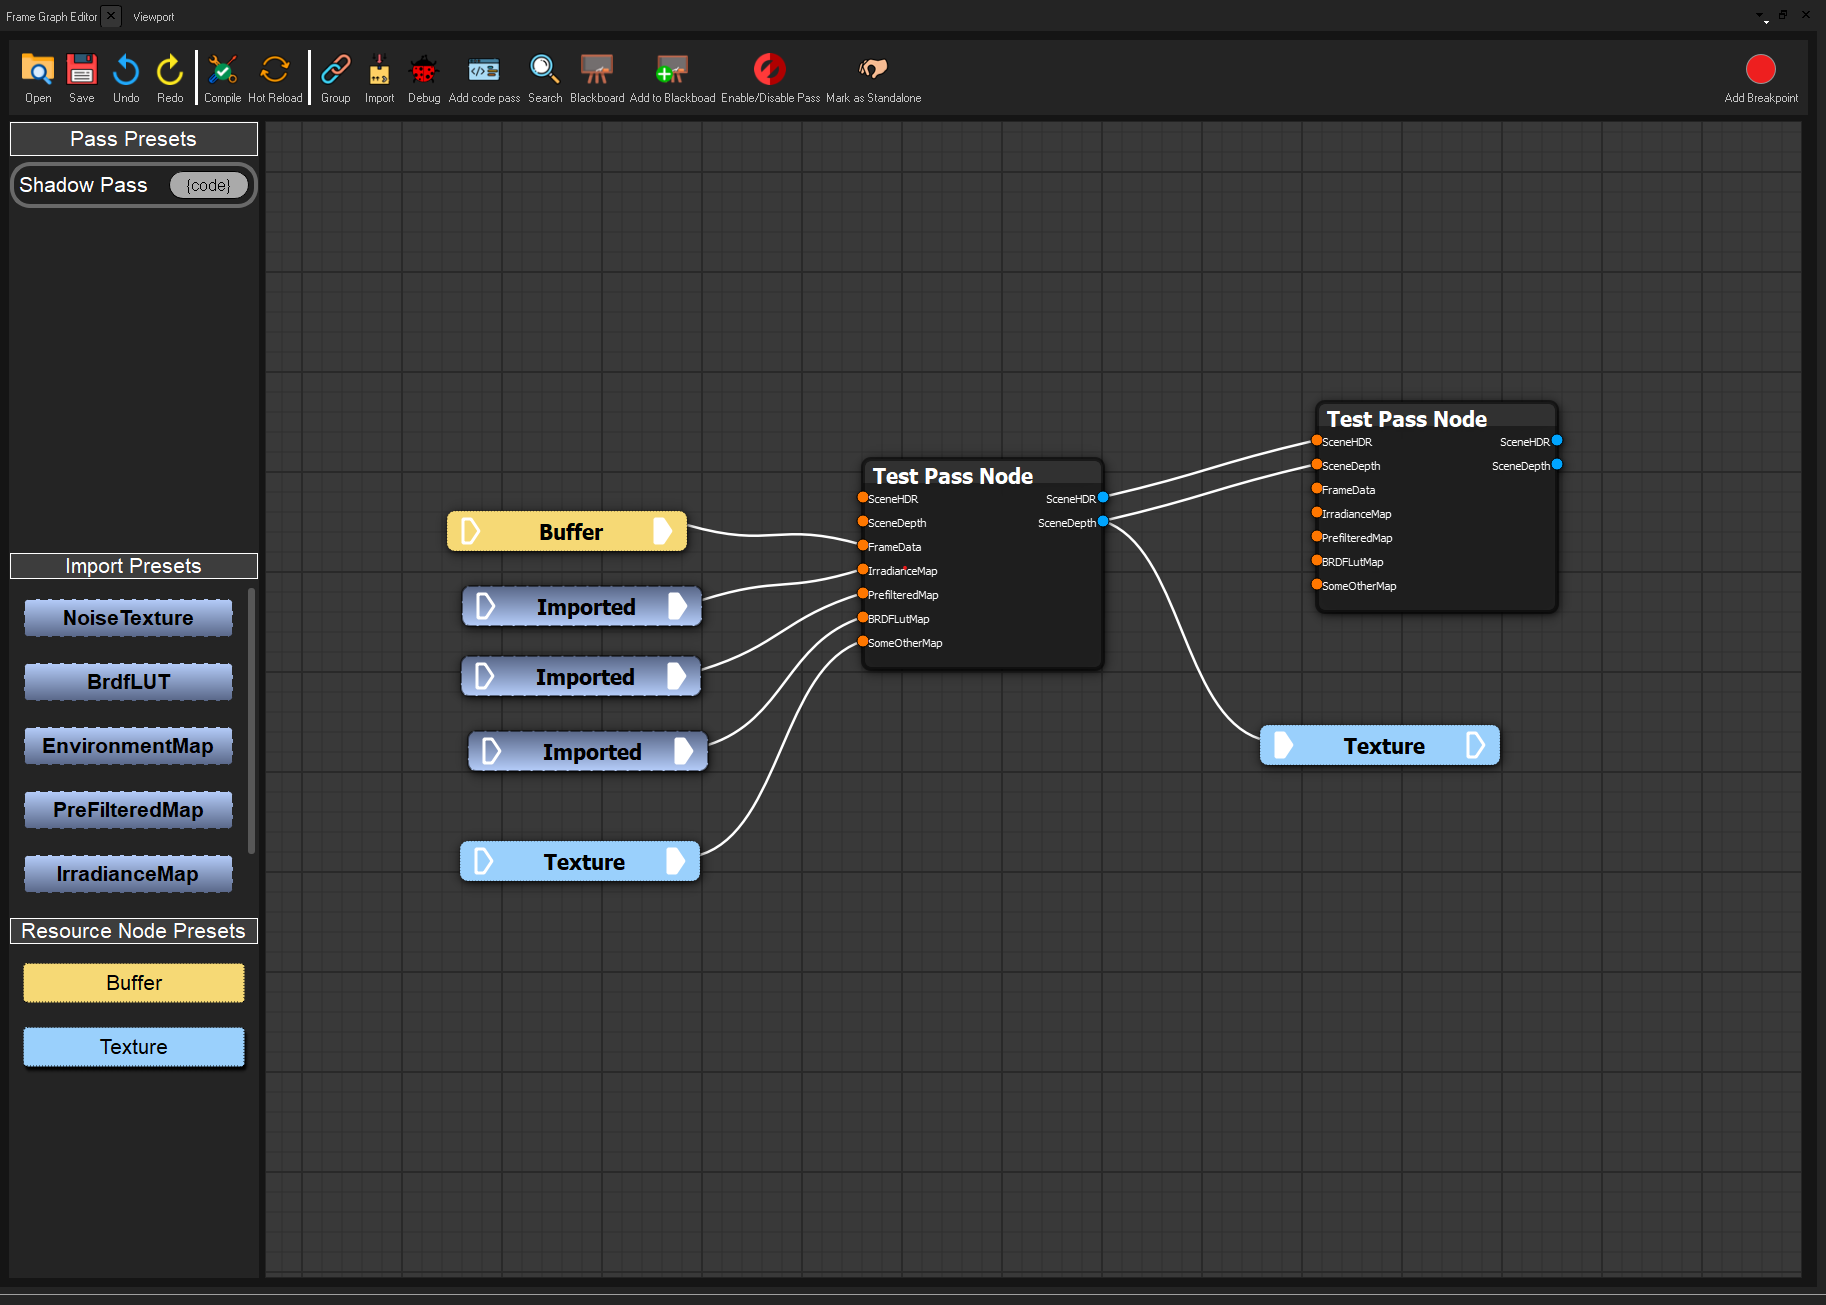 Frame Graph Editor
Viewport
Open Save Undo Redo Compile Hot Reload Group Import Debug Add code pass Search Blackboard Add to Blackboad Enable/Disable Pass Mark as Standalone Add Breakpoint
Pass Presets
Shadow Pass {code}
Import Presets
NoiseTexture
BrdfLUT
EnvironmentMap
PreFilteredMap
IrradianceMap
Resource Node Presets
Buffer
Texture
Buffer
Imported
Imported
Imported
Texture
Test Pass Node
SceneHDR SceneHDR
SceneDepth SceneDepth
FrameData
IrradianceMap
PrefilteredMap
BRDFLutMap
SomeOtherMap
Test Pass Node
SceneHDR SceneHDR
SceneDepth SceneDepth
FrameData
IrradianceMap
PrefilteredMap
BRDFLutMap
SomeOtherMap
Texture